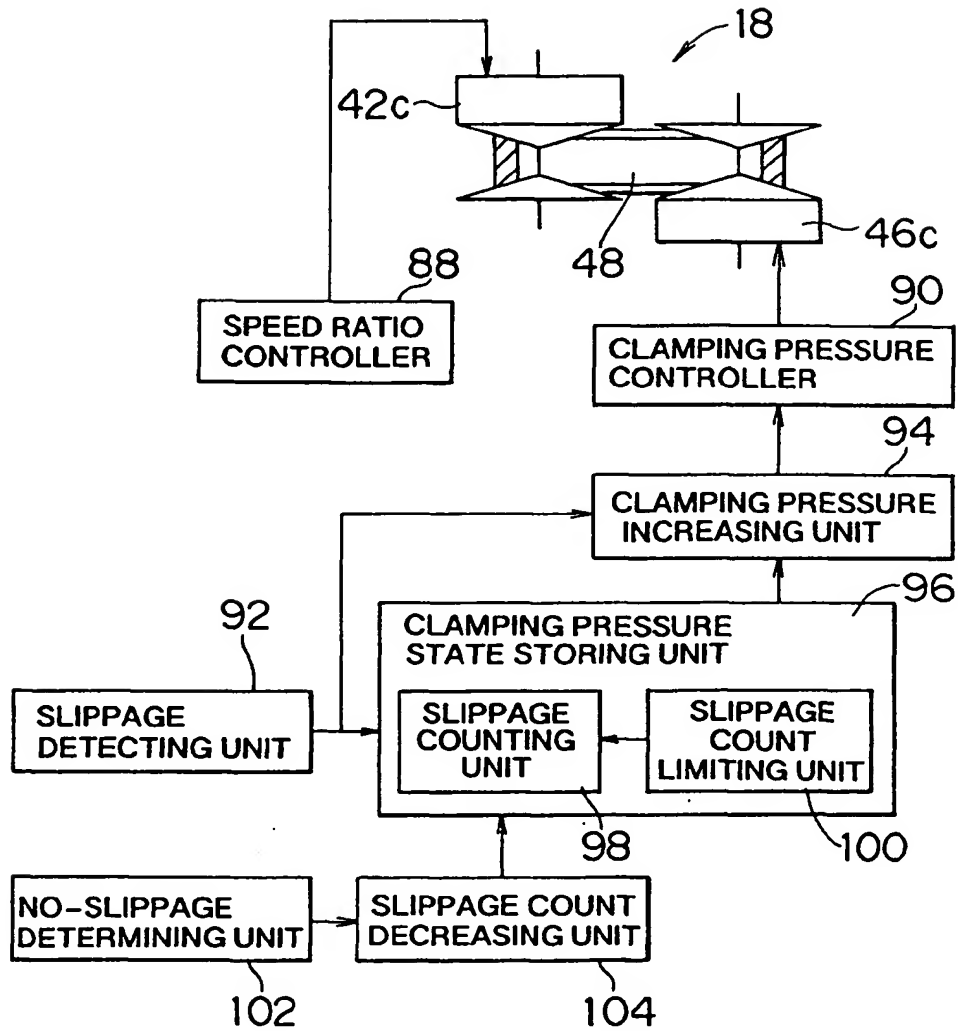 18
42c
46c
48
88
SPEED RATIO
CONTROLLER
90
CLAMPING PRESSURE
CONTROLLER
94
CLAMPING PRESSURE
INCREASING UNIT
96
CLAMPING PRESSURE
STATE STORING UNIT
92
SLIPPAGE
DETECTING UNIT
SLIPPAGE
COUNTING
UNIT
SLIPPAGE
COUNT
LIMITING UNIT
98
100
NO-SLIPPAGE
DETERMINING UNIT
SLIPPAGE COUNT
DECREASING UNIT
102
104